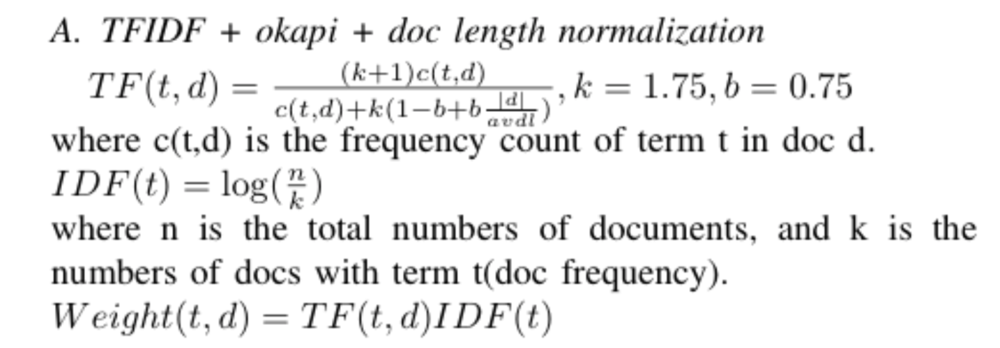 A. TFIDF + okapi + doc length normalization
TF(t, d) = \frac{(k+1)c(t,d)}{c(t,d)+k(1-b+b\frac{|d|}{avdl})}, k = 1.75, b = 0.75
where c(t,d) is the frequency count of term t in doc d.
IDF(t) = log(\frac{n}{k})
where n is the total numbers of documents, and k is the
numbers of docs with term t(doc frequency).
Weight(t, d) = TF(t, d)IDF(t)